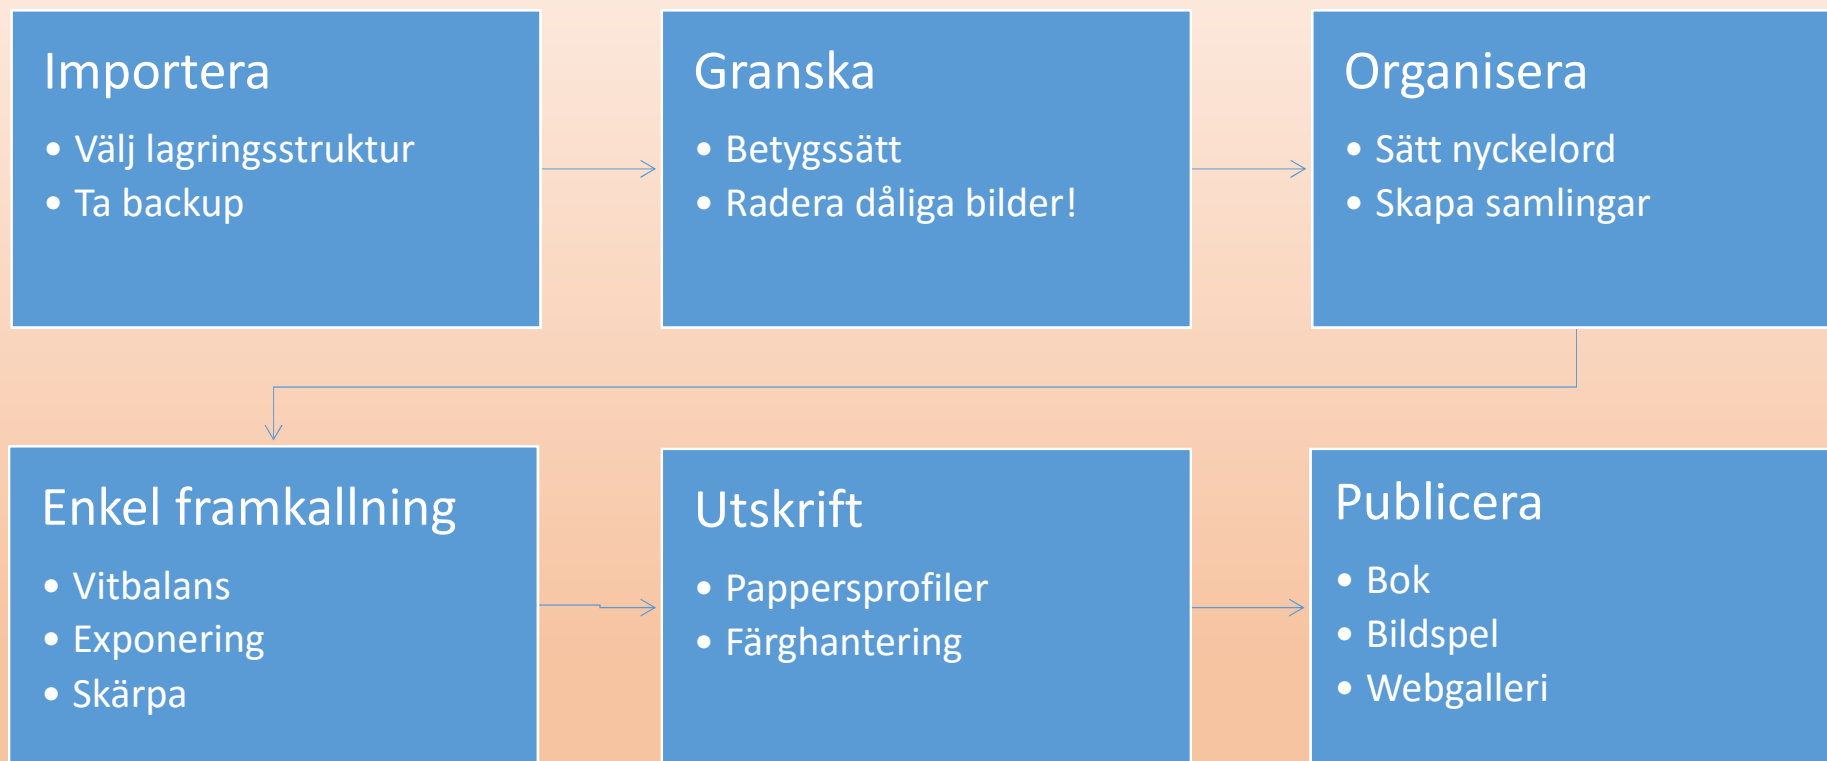 Importera
• Välj lagringsstruktur
• Ta backup
Granska
• Betygssätt
• Radera dåliga bilder!
Organisera
• Sätt nyckelord
• Skapa samlingar
Enkel framkallning
• Vitbalans
• Exponering
• Skärpa
Utskrift
• Pappersprofiler
• Färghantering
Publicera
• Bok
• Bildspel
• Webgalleri